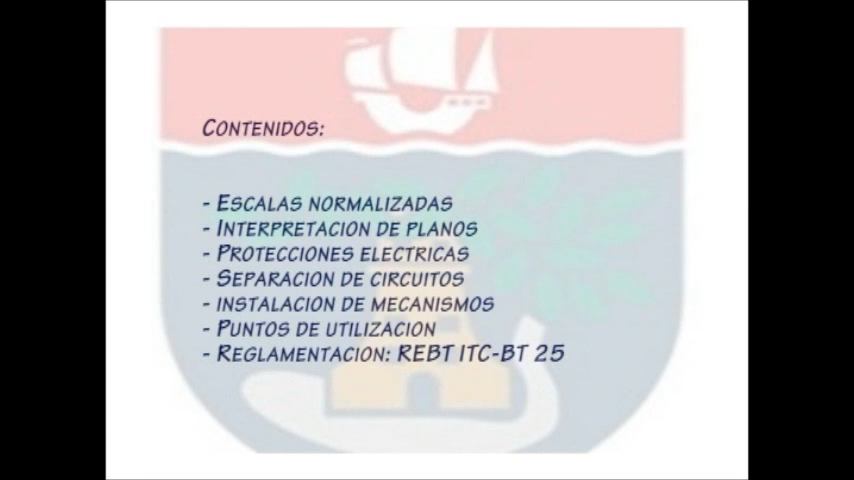 CONTENIDOS:
- ESCALAS NORMALIZADAS
- INTERPRETACION DE PLANOS
- PROTECCIONES ELECTRICAS
- SEPARACION DE CIRCUITOS
- INSTALACION DE MECANISMOS
- PUNTOS DE UTILIZACION
- REGLAMENTACION: REBT ITC-BT 25